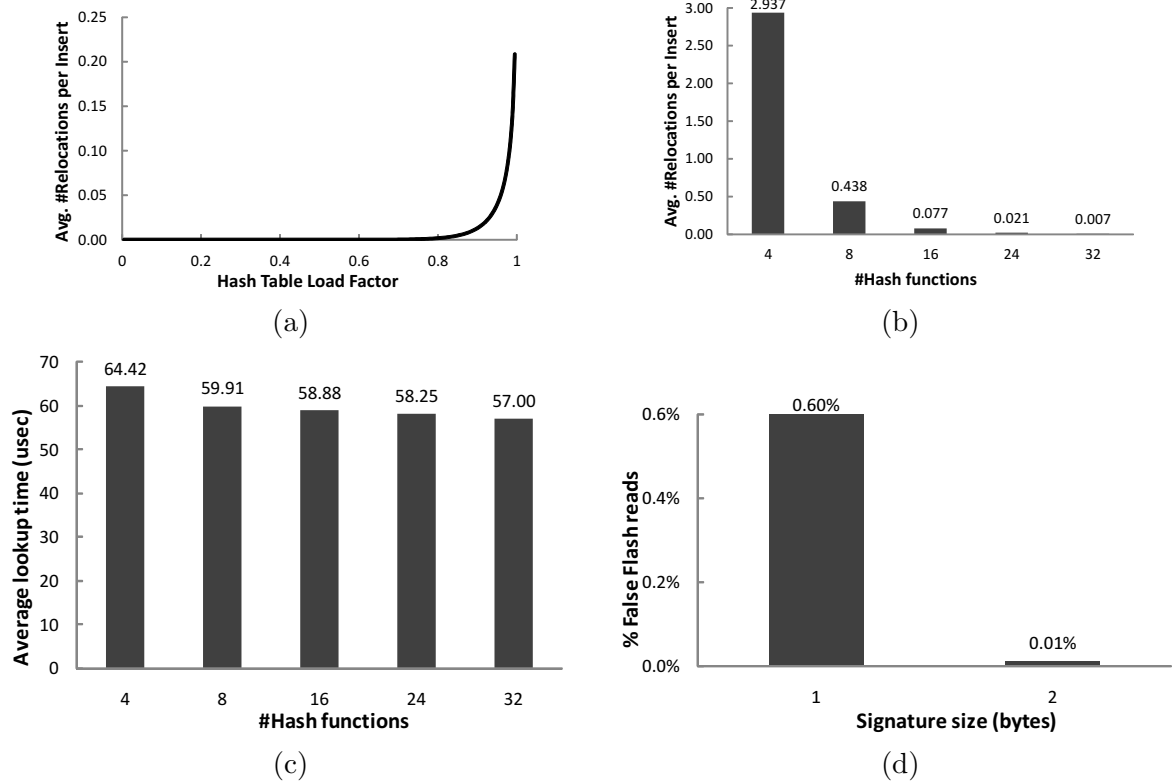 Avg. #Relocations per Insert
0.25
0.20
0.15
0.10
0.05
0.00
0 0.2 0.4 0.6 0.8 1
Hash Table Load Factor
(a)
Avg. #Relocations per Insert
3.00
2.50
2.00
1.50
1.00
0.50
0.00
2.937
0.438
0.077
0.021
0.007
4 8 16 24 32
#Hash functions
(b)
Average lookup time (usec)
70
60
50
40
30
20
10
0
64.42
59.91
58.88
58.25
57.00
4 8 16 24 32
#Hash functions
(c)
% False Flash reads
0.6%
0.4%
0.2%
0.0%
0.60%
0.01%
1 2
Signature size (bytes)
(d)